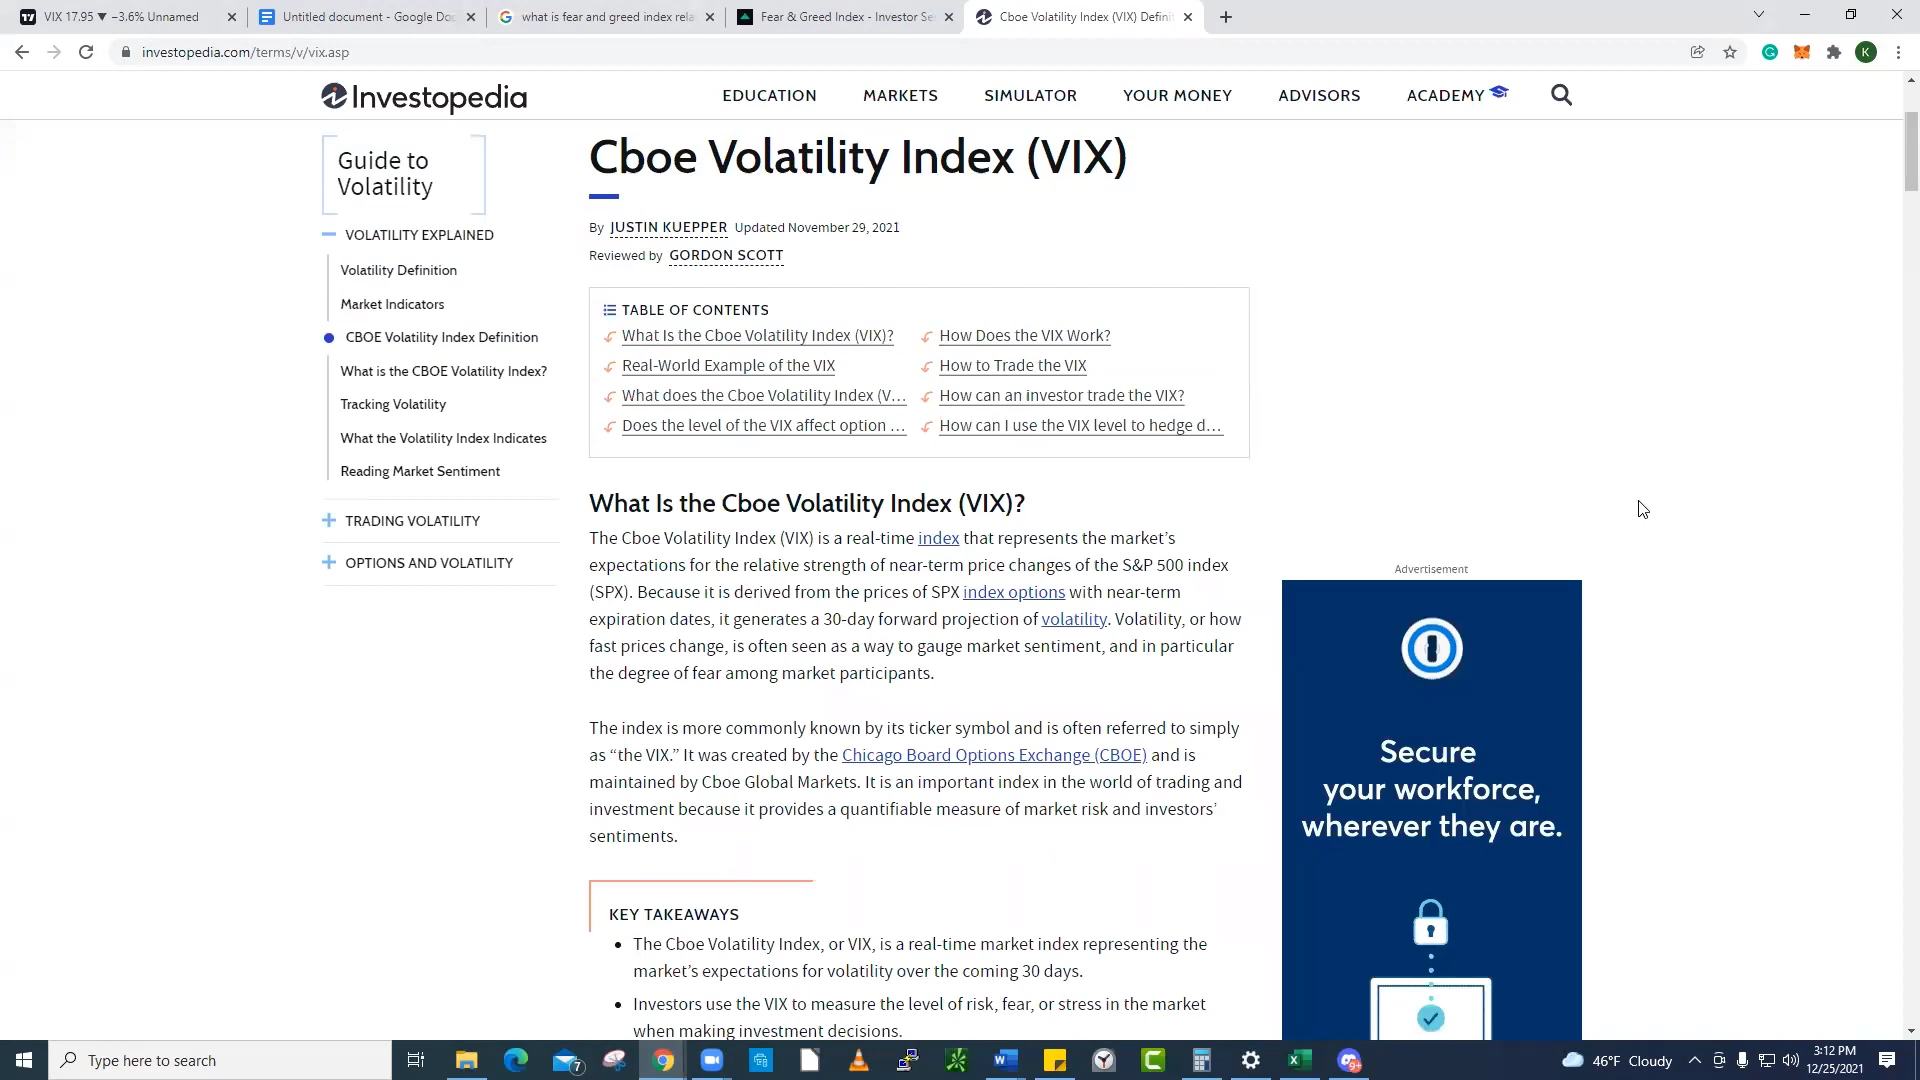 VIX 17.95 ▼ −3.6% Unnamed
Untitled document - Google Doc
what is fear and greed index rela
Fear & Greed Index - Investor Se
Cboe Volatility Index (VIX) Defini
investopedia.com/terms/v/vix.asp
K
Investopedia
EDUCATION
MARKETS
SIMULATOR
YOUR MONEY
ADVISORS
ACADEMY
Guide to
Volatility
VOLATILITY EXPLAINED
Volatility Definition
Market Indicators
CBOE Volatility Index Definition
What is the CBOE Volatility Index?
Tracking Volatility
What the Volatility Index Indicates
Reading Market Sentiment
TRADING VOLATILITY
OPTIONS AND VOLATILITY
Cboe Volatility Index (VIX)
By JUSTIN KUEPPER Updated November 29, 2021
Reviewed by GORDON SCOTT
TABLE OF CONTENTS
What Is the Cboe Volatility Index (VIX)?
How Does the VIX Work?
Real-World Example of the VIX
How to Trade the VIX
What does the Cboe Volatility Index (V...
How can an investor trade the VIX?
Does the level of the VIX affect option ...
How can I use the VIX level to hedge d...
What Is the Cboe Volatility Index (VIX)?
The Cboe Volatility Index (VIX) is a real-time index that represents the market’s
expectations for the relative strength of near-term price changes of the S&P 500 index
(SPX). Because it is derived from the prices of SPX index options with near-term
expiration dates, it generates a 30-day forward projection of volatility. Volatility, or how
fast prices change, is often seen as a way to gauge market sentiment, and in particular
the degree of fear among market participants.
The index is more commonly known by its ticker symbol and is often referred to simply
as “the VIX.” It was created by the Chicago Board Options Exchange (CBOE) and is
maintained by Cboe Global Markets. It is an important index in the world of trading and
investment because it provides a quantifiable measure of market risk and investors’
sentiments.
KEY TAKEAWAYS
The Cboe Volatility Index, or VIX, is a real-time market index representing the
market’s expectations for volatility over the coming 30 days.
Investors use the VIX to measure the level of risk, fear, or stress in the market
when making investment decisions.
Advertisement
Secure
your workforce,
wherever they are.
Type here to search
7
9+
46°F Cloudy
3:12 PM
12/25/2021